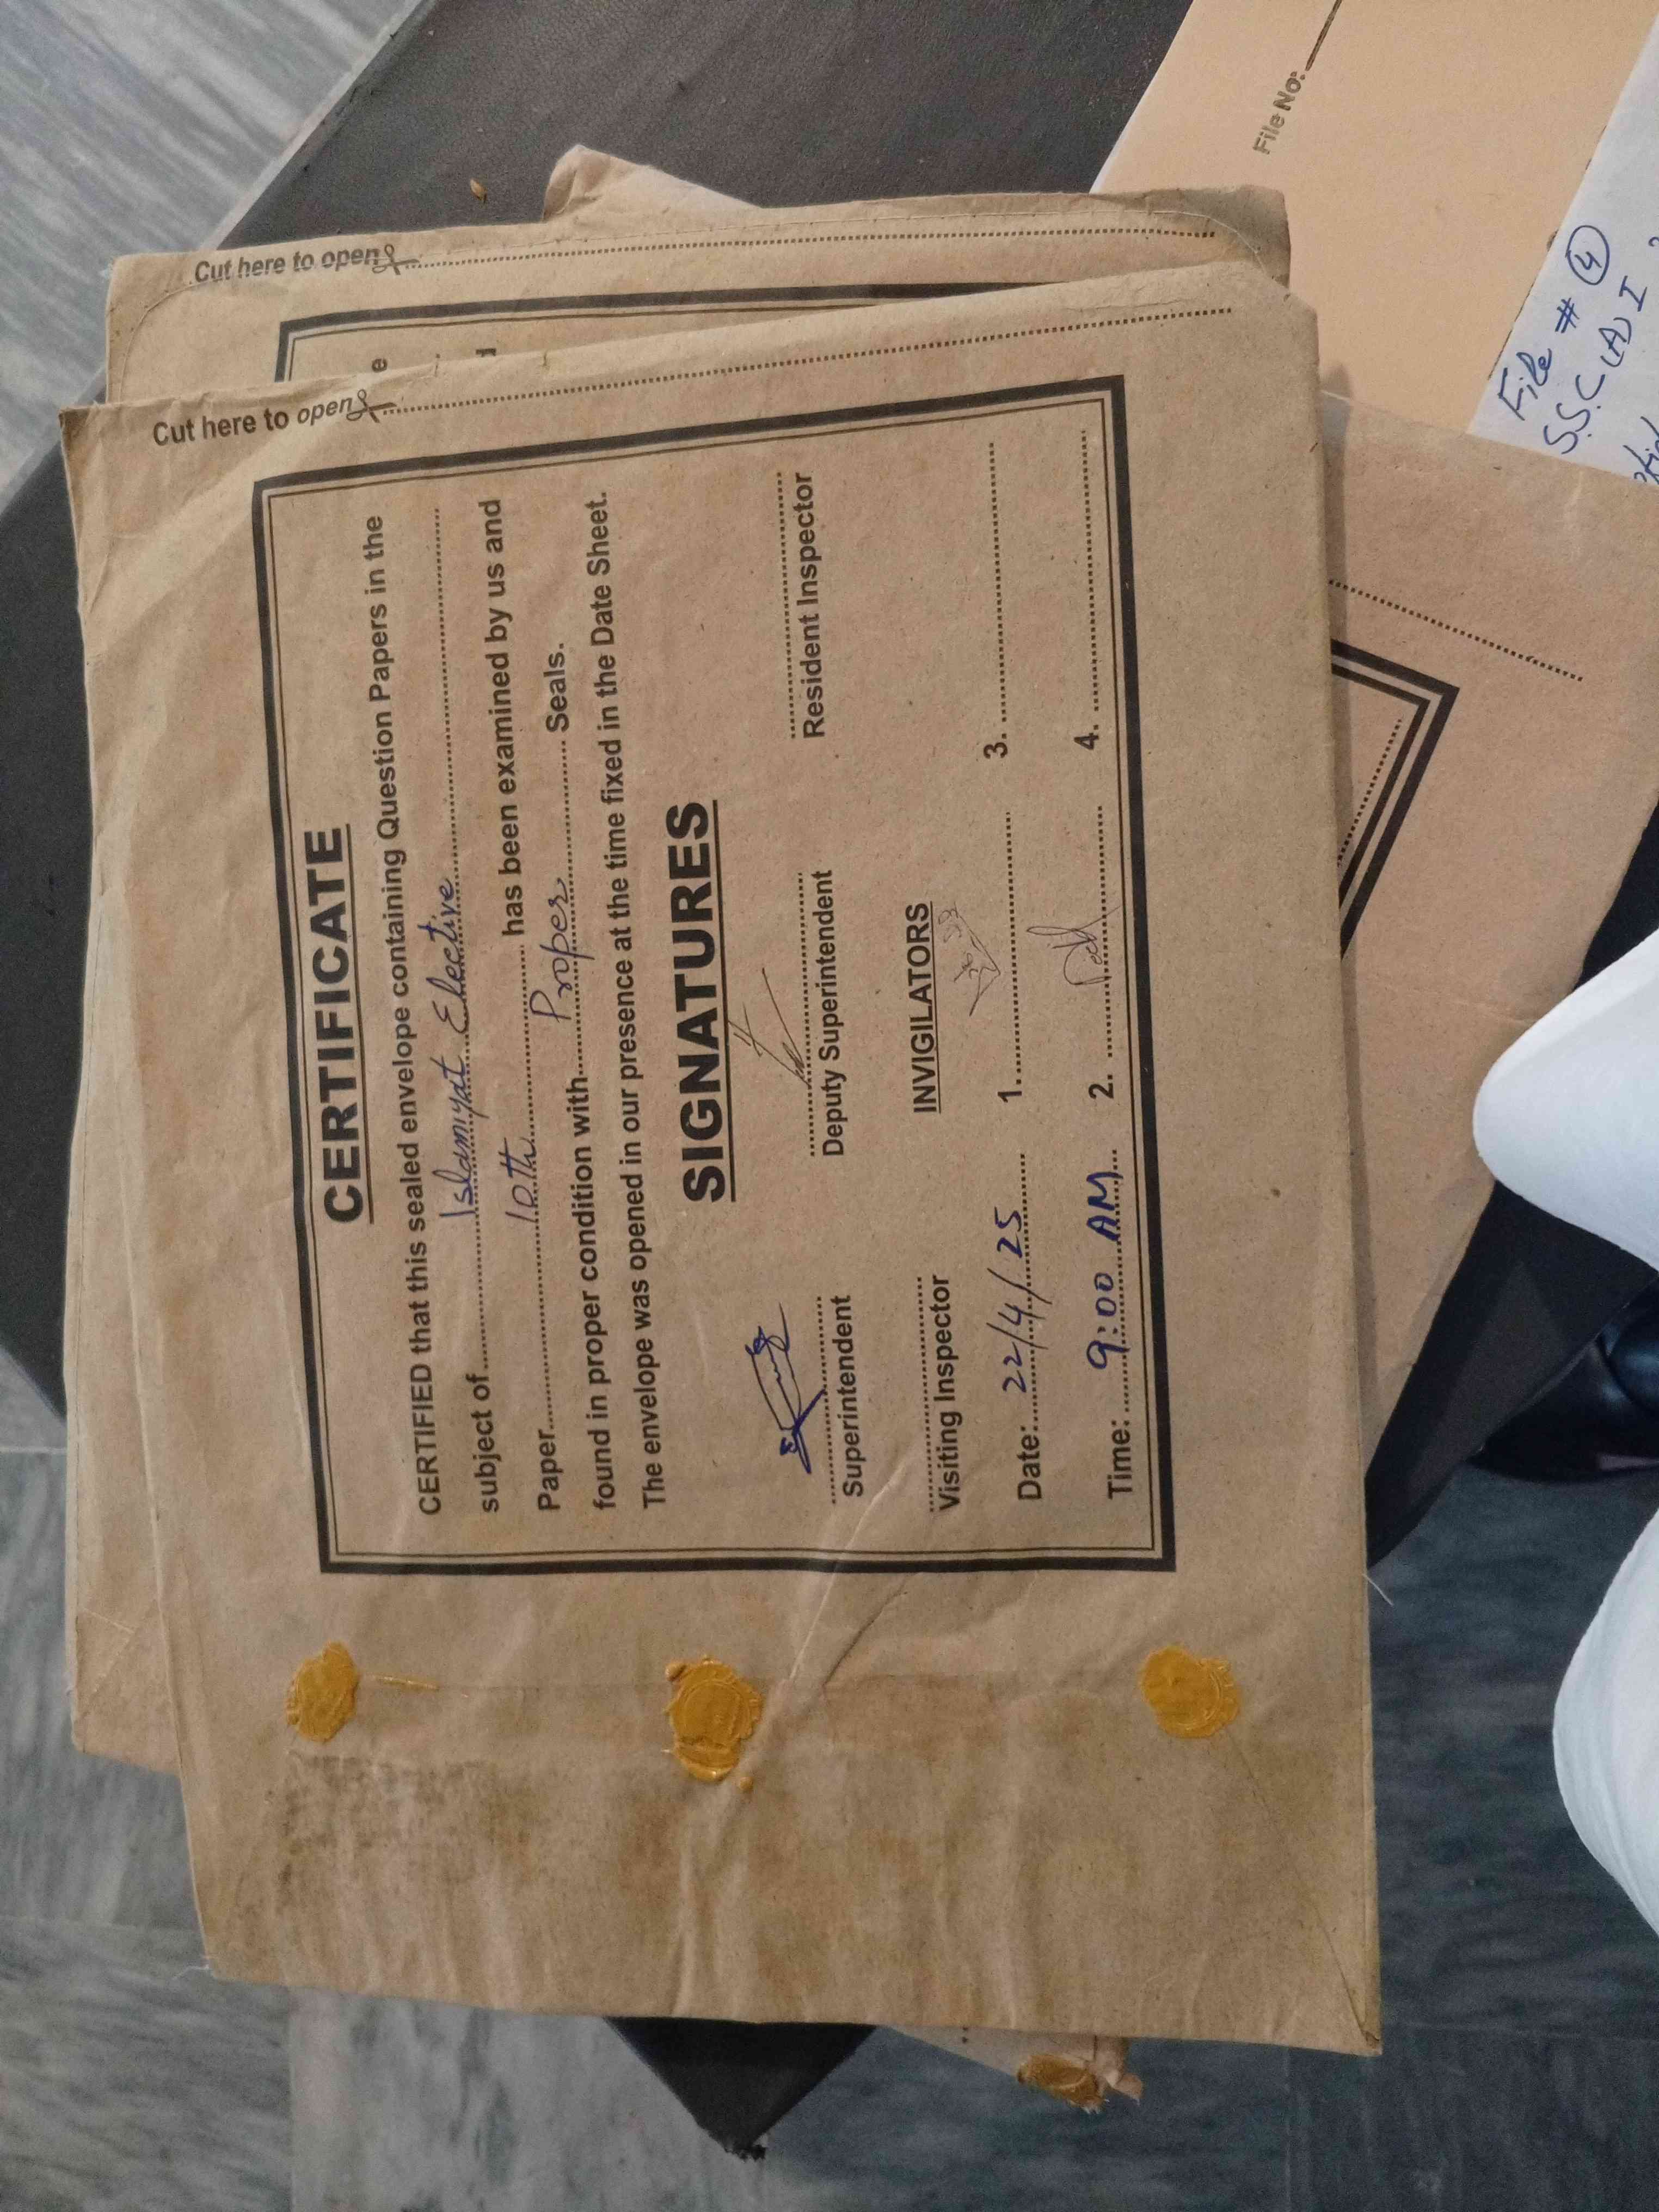 Cut here to open
Cut here to open
CERTIFICATE
CERTIFIED that this sealed envelope containing Question Papers in the
subject of Islamiyat Elective
Paper 10th has been examined by us and
found in proper condition with Proper Seals.
The envelope was opened in our presence at the time fixed in the Date Sheet.
SIGNATURES
Superintendent Deputy Superintendent Resident Inspector
INVIGILATORS
Visiting Inspector
Date: 22/4/25 1. 3.
Time: 9:00 AM 2. 4.
File No:
File # 4
S.S.C (A) I